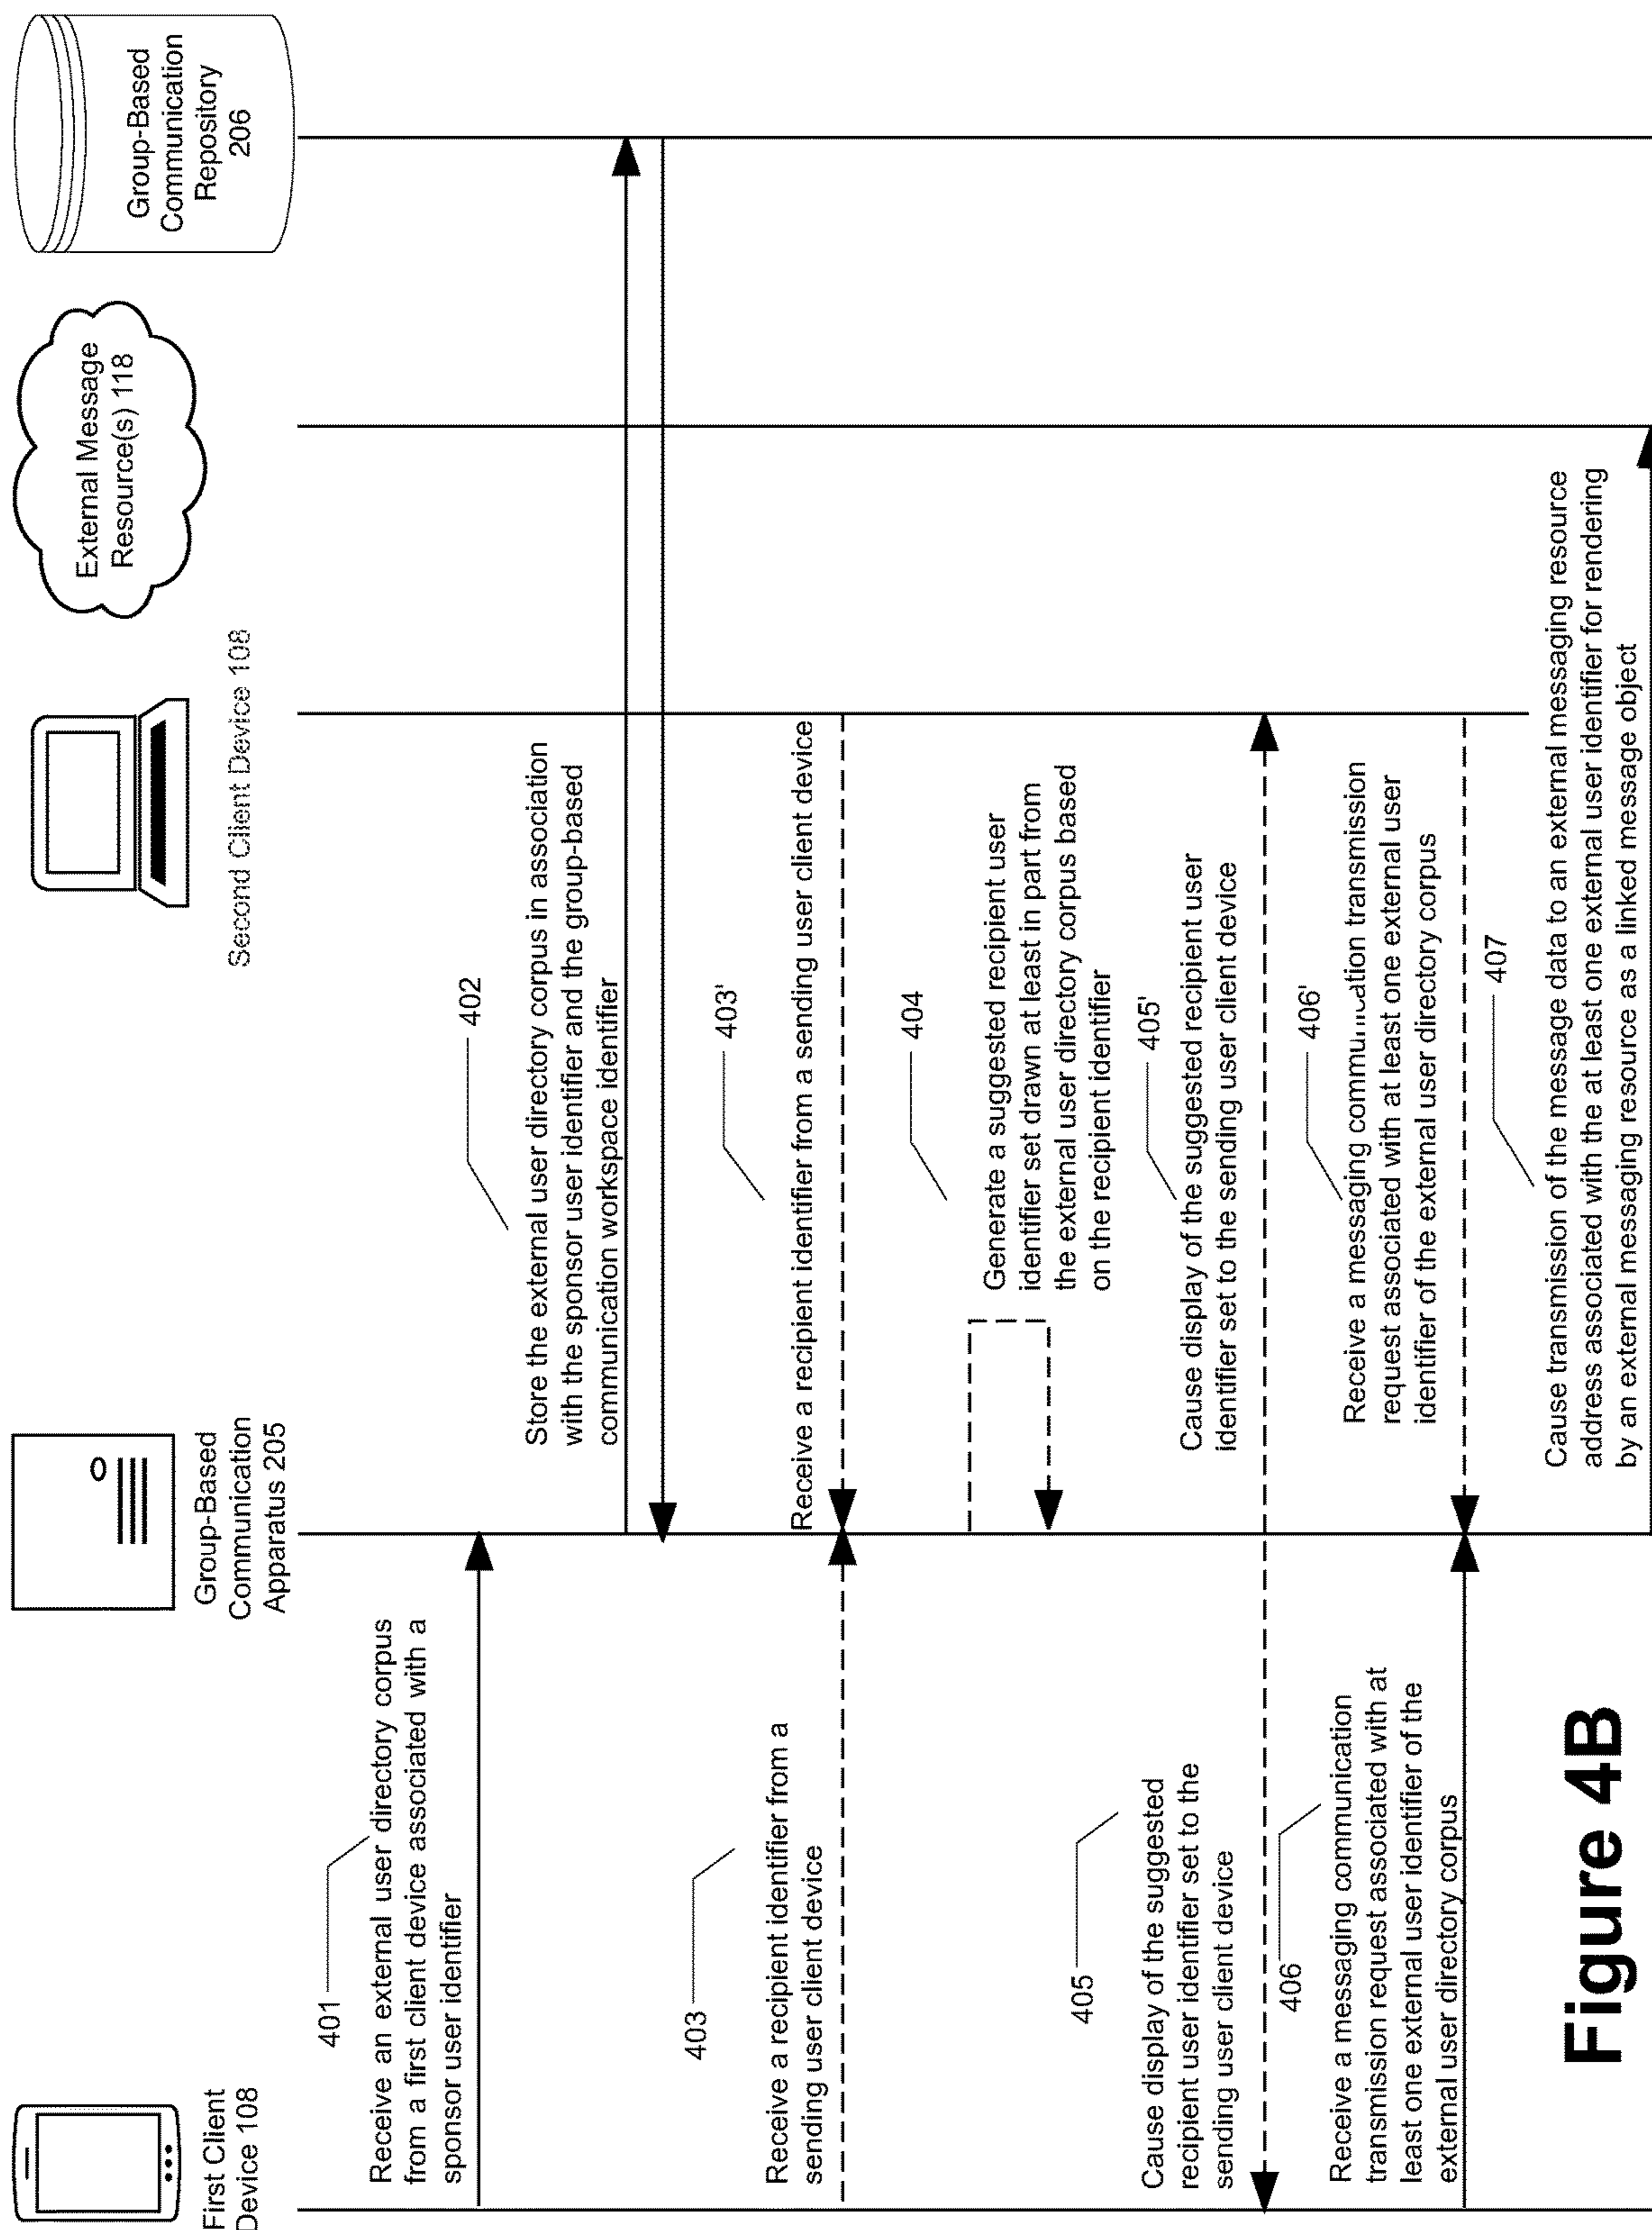 First Client
Device 108
Group-Based
Communication
Apparatus 205
Second Client Device 108
External Message
Resource(s) 118
Group-Based
Communication
Repository
206
401
Receive an external user directory corpus
from a first client device associated with a
sponsor user identifier
402
Store the external user directory corpus in association
with the sponsor user identifier and the group-based
communication workspace identifier
403
Receive a recipient identifier from a
sending user client device
403'
Receive a recipient identifier from a sending user client device
404
Generate a suggested recipient user
identifier set drawn at least in part from
the external user directory corpus based
on the recipient identifier
405
Cause display of the suggested
recipient user identifier set to the
sending user client device
405'
Cause display of the suggested recipient user
identifier set to the sending user client device
406
Receive a messaging communication
transmission request associated with at
least one external user identifier of the
external user directory corpus
406'
Receive a messaging communication transmission
request associated with at least one external user
identifier of the external user directory corpus
407
Cause transmission of the message data to an external messaging resource
address associated with the at least one external user identifier for rendering
by an external messaging resource as a linked message object
Figure 4B